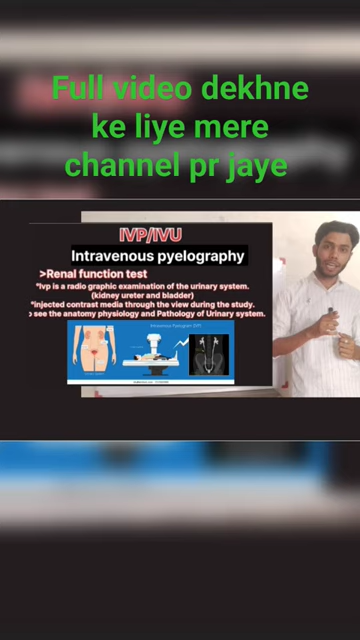 Full video dekhne
ke liye mere
channel pr jaye
IVP/IVU
Intravenous pyelography
>Renal function test
*Ivp is a radio graphic examination of the urinary system.
(kidney ureter and bladder)
*injected contrast media through the view during the study.
o see the anatomy physiology and Pathology of Urinary system.
Intravenous Pyelogram (IVP)